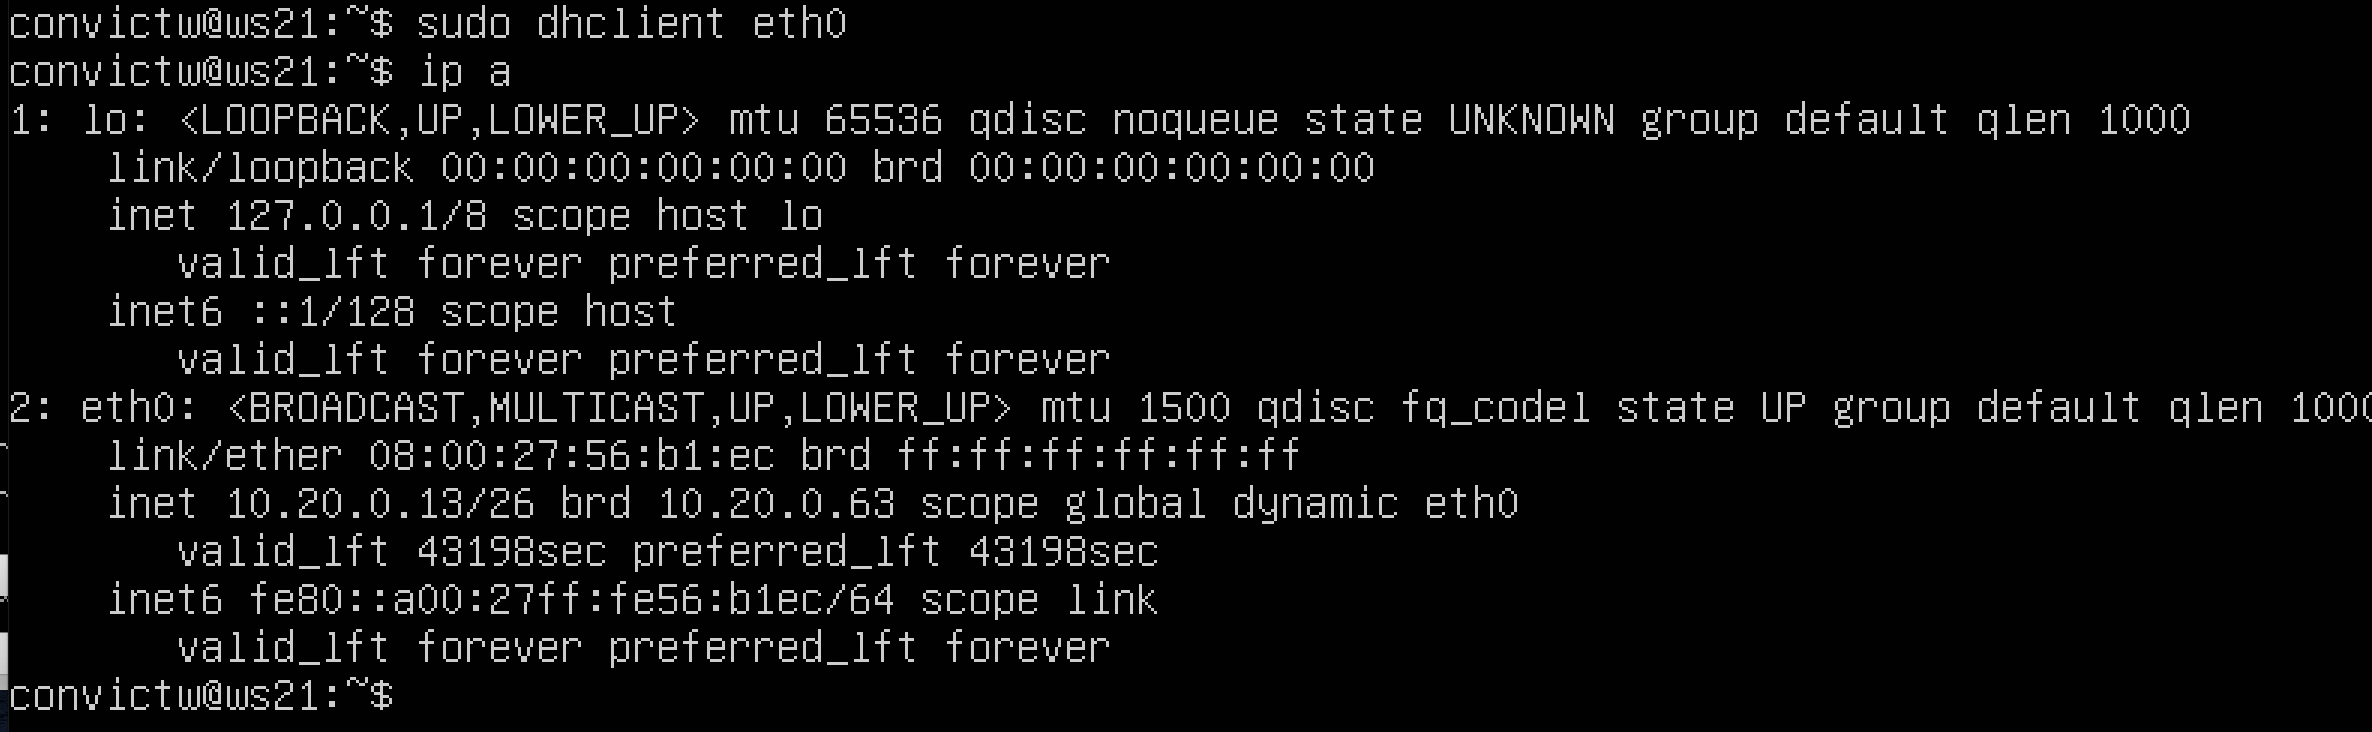 convictw@ws21:~$ sudo dhclient eth0
convictw@ws21:~$ ip a
1: lo: <LOOPBACK,UP,LOWER_UP> mtu 65536 qdisc noqueue state UNKNOWN group default qlen 1000
    link/loopback 00:00:00:00:00:00 brd 00:00:00:00:00:00
    inet 127.0.0.1/8 scope host lo
       valid_lft forever preferred_lft forever
    inet6 ::1/128 scope host
       valid_lft forever preferred_lft forever
2: eth0: <BROADCAST,MULTICAST,UP,LOWER_UP> mtu 1500 qdisc fq_codel state UP group default qlen 1000
    link/ether 08:00:27:56:b1:ec brd ff:ff:ff:ff:ff:ff
    inet 10.20.0.13/26 brd 10.20.0.63 scope global dynamic eth0
       valid_lft 43198sec preferred_lft 43198sec
    inet6 fe80::a00:27ff:fe56:b1ec/64 scope link
       valid_lft forever preferred_lft forever
convictw@ws21:~$